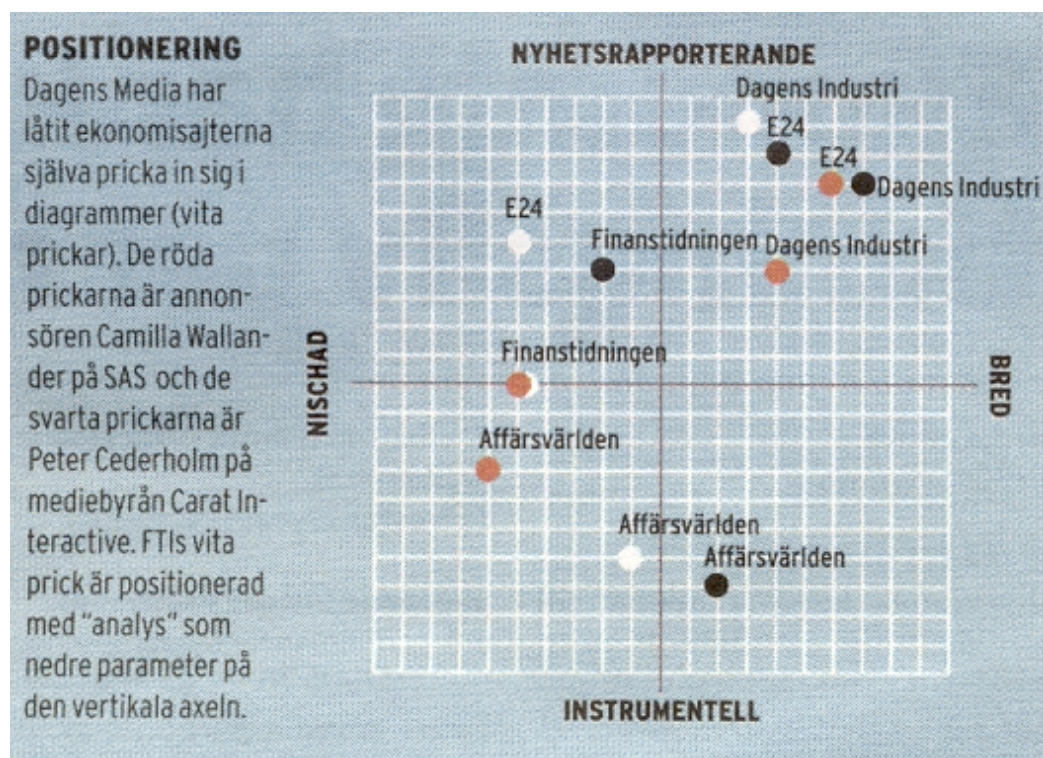 POSITIONERING
Dagens Media har
låtit ekonomisajterna
själva pricka in sig i
diagrammer (vita
prickar). De röda
prickarna är annon-
sören Camilla Wallan-
der på SAS och de
svarta prickarna är
Peter Cederholm på
mediebyrån Carat In-
teractive. FTIs vita
prick är positionerad
med "analys" som
nedre parameter på
den vertikala axeln.
NYHETSRAPPORTERANDE
Dagens Industri
E24
E24
Dagens Industri
E24
Finanstidningen
Dagens Industri
Finanstidningen
NISCHAD
BRED
Affärsvärlden
Affärsvärlden
Affärsvärlden
INSTRUMENTELL